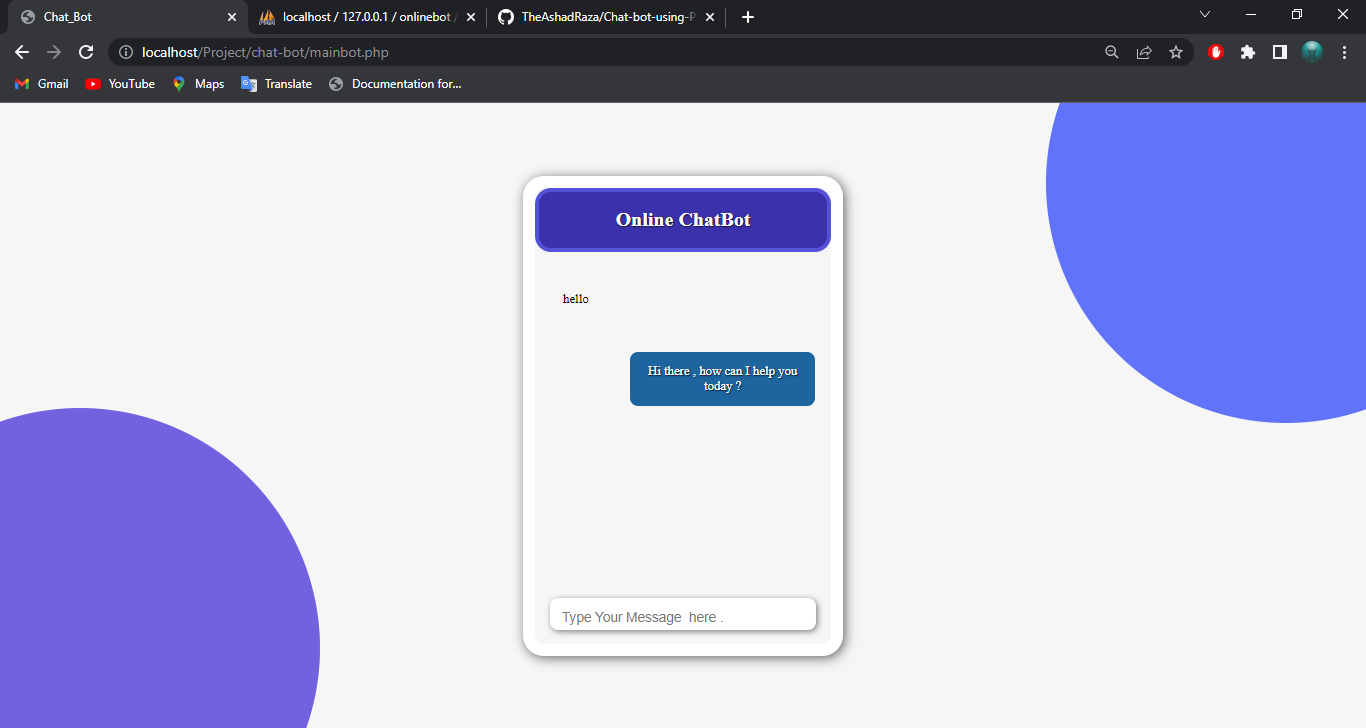 Chat_Bot
localhost / 127.0.0.1 / onlinebot /
TheAshadRaza/Chat-bot-using-P
localhost/Project/chat-bot/mainbot.php
Gmail
YouTube
Maps
Translate
Documentation for...
Online ChatBot
hello
Hi there , how can I help you
today ?
Type Your Message  here .